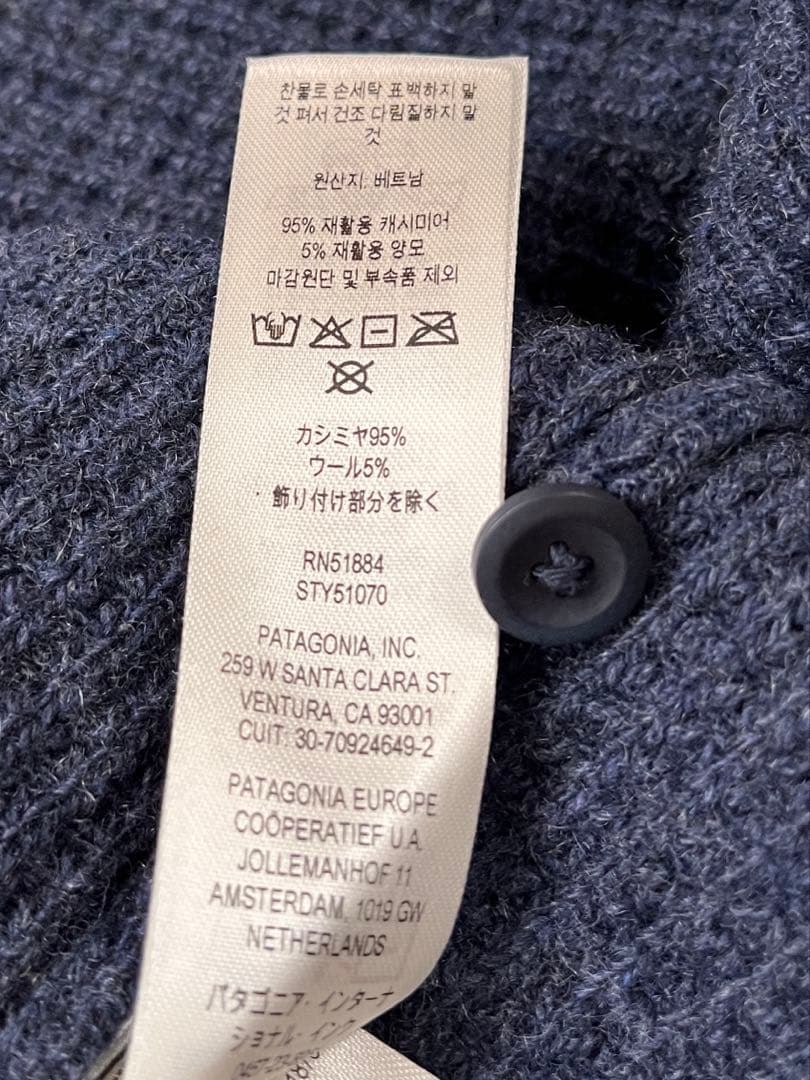 찬물로 손세탁 표백하지 말
것 펴서 건조 다림질하지 말
것
원산지: 베트남
95% 재활용 캐시미어
5% 재활용 양모
마감원단 및 부속품 제외
カシミヤ95%
ウール5%
・飾り付け部分を除く
RN51884
STY51070
PATAGONIA, INC.
259 W SANTA CLARA ST.
VENTURA, CA 93001
CUIT: 30-70924649-2
PATAGONIA EUROPE
COÖPERATIEF U.A.
JOLLEMANHOF 11
AMSTERDAM, 1019 GW
NETHERLANDS
パタゴニア・インターナ
ショナル・インク